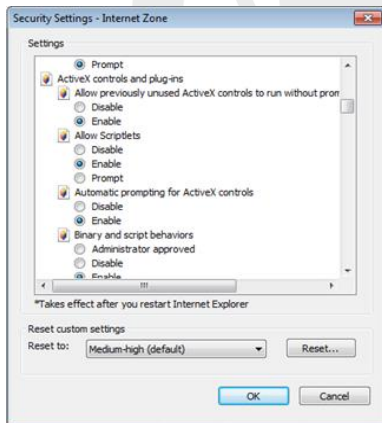 Security Settings - Internet Zone
Settings
Prompt
ActiveX controls and plug-ins
Allow previously unused ActiveX controls to run without prom
Disable
Enable
Allow Scriptlets
Disable
Enable
Prompt
Automatic prompting for ActiveX controls
Disable
Enable
Binary and script behaviors
Administrator approved
Disable
Enable
*Takes effect after you restart Internet Explorer
Reset custom settings
Reset to:
Medium-high (default)
Reset...
OK
Cancel